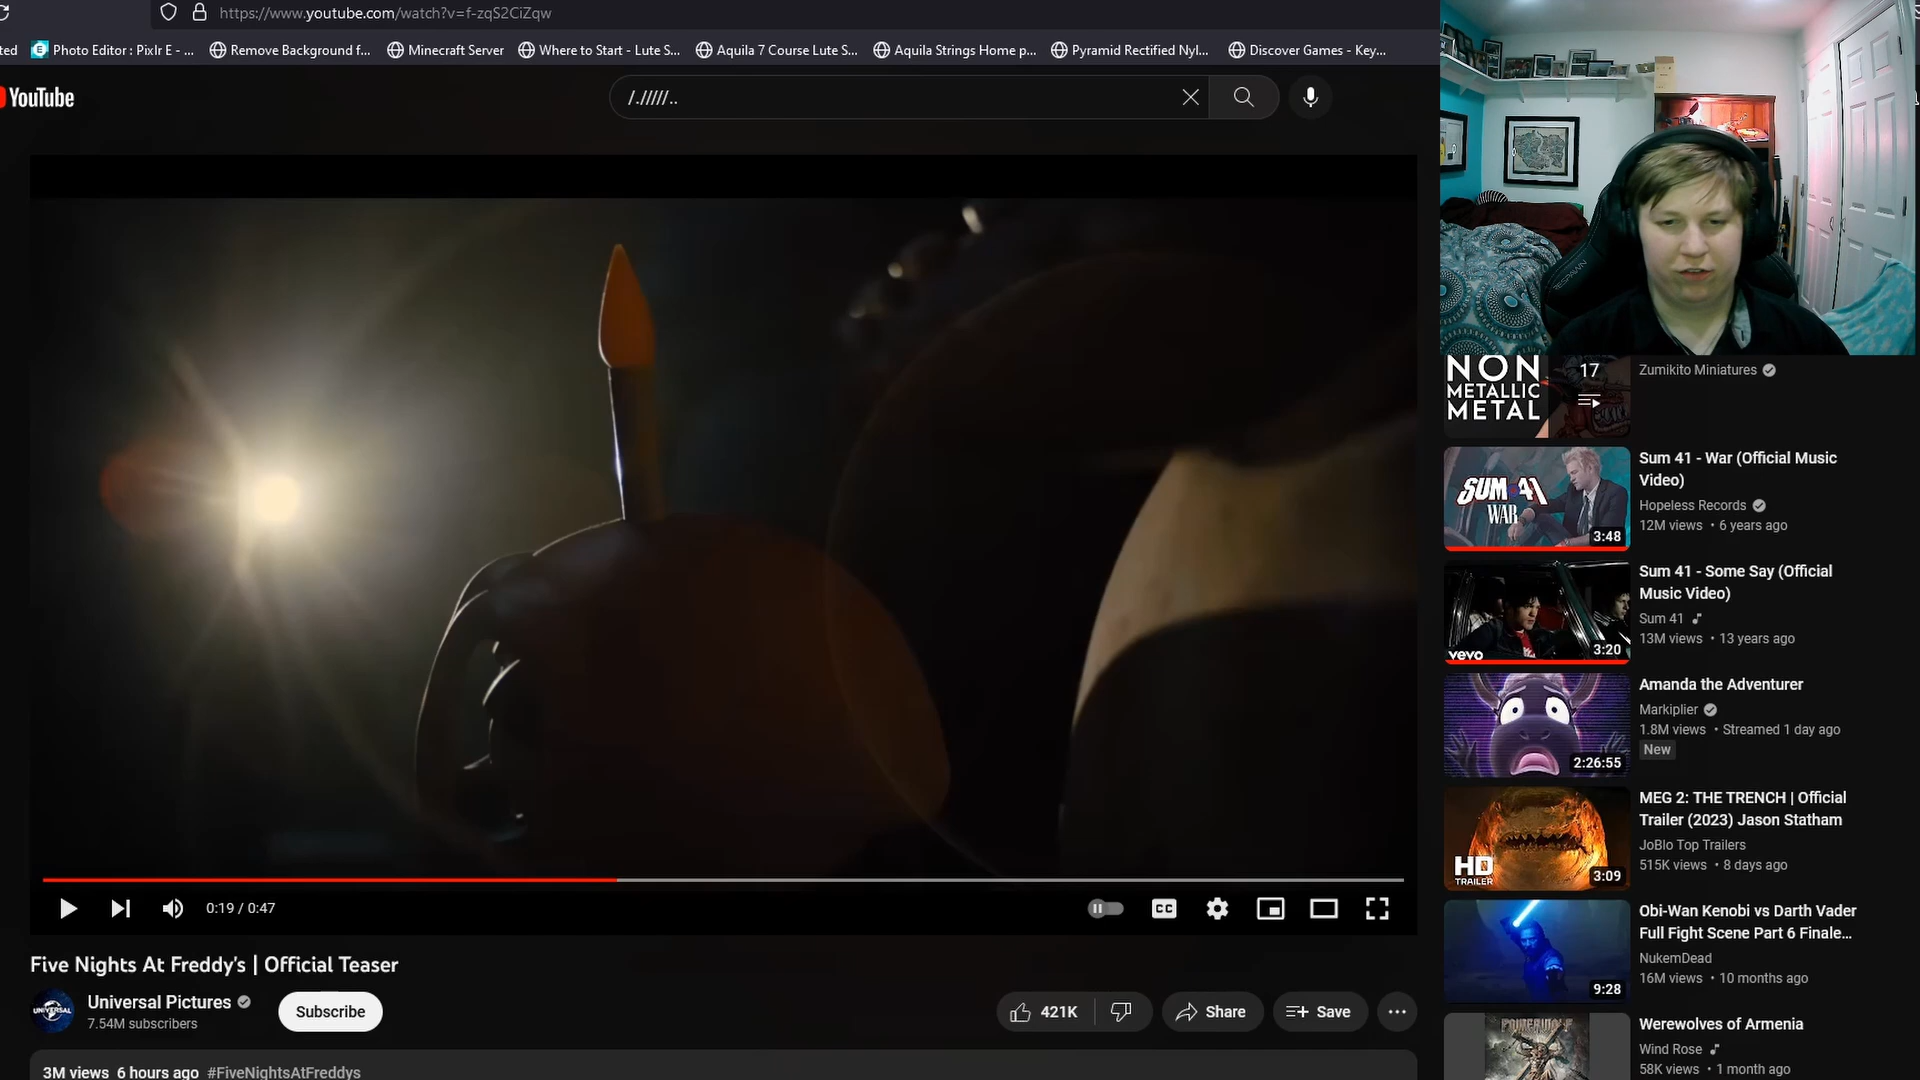 https://www.youtube.com/watch?v=f-zqS2CiZqw
ted
Photo Editor : Pixlr E - ...
Remove Background f...
Minecraft Server
Where to Start - Lute S...
Aquila 7 Course Lute S...
Aquila Strings Home p...
Pyramid Rectified Nyl...
Discover Games - Key...
YouTube
/./////..
NON
METALLIC
METAL
17
Zumikito Miniatures
SUM 41
WAR
3:48
Sum 41 - War (Official Music
Video)
Hopeless Records
12M views • 6 years ago
vevo
3:20
Sum 41 - Some Say (Official
Music Video)
Sum 41
13M views • 13 years ago
2:26:55
Amanda the Adventurer
Markiplier
1.8M views • Streamed 1 day ago
New
HD
TRAILER
3:09
MEG 2: THE TRENCH | Official
Trailer (2023) Jason Statham
JoBlo Top Trailers
515K views • 8 days ago
9:28
Obi-Wan Kenobi vs Darth Vader
Full Fight Scene Part 6 Finale...
NukemDead
16M views • 10 months ago
POWERWOLF
Werewolves of Armenia
Wind Rose
58K views • 1 month ago
0:19 / 0:47
CC
Five Nights At Freddy's | Official Teaser
UNIVERSAL
Universal Pictures
7.54M subscribers
Subscribe
421K
Share
Save
3M views 6 hours ago #FiveNightsAtFreddys